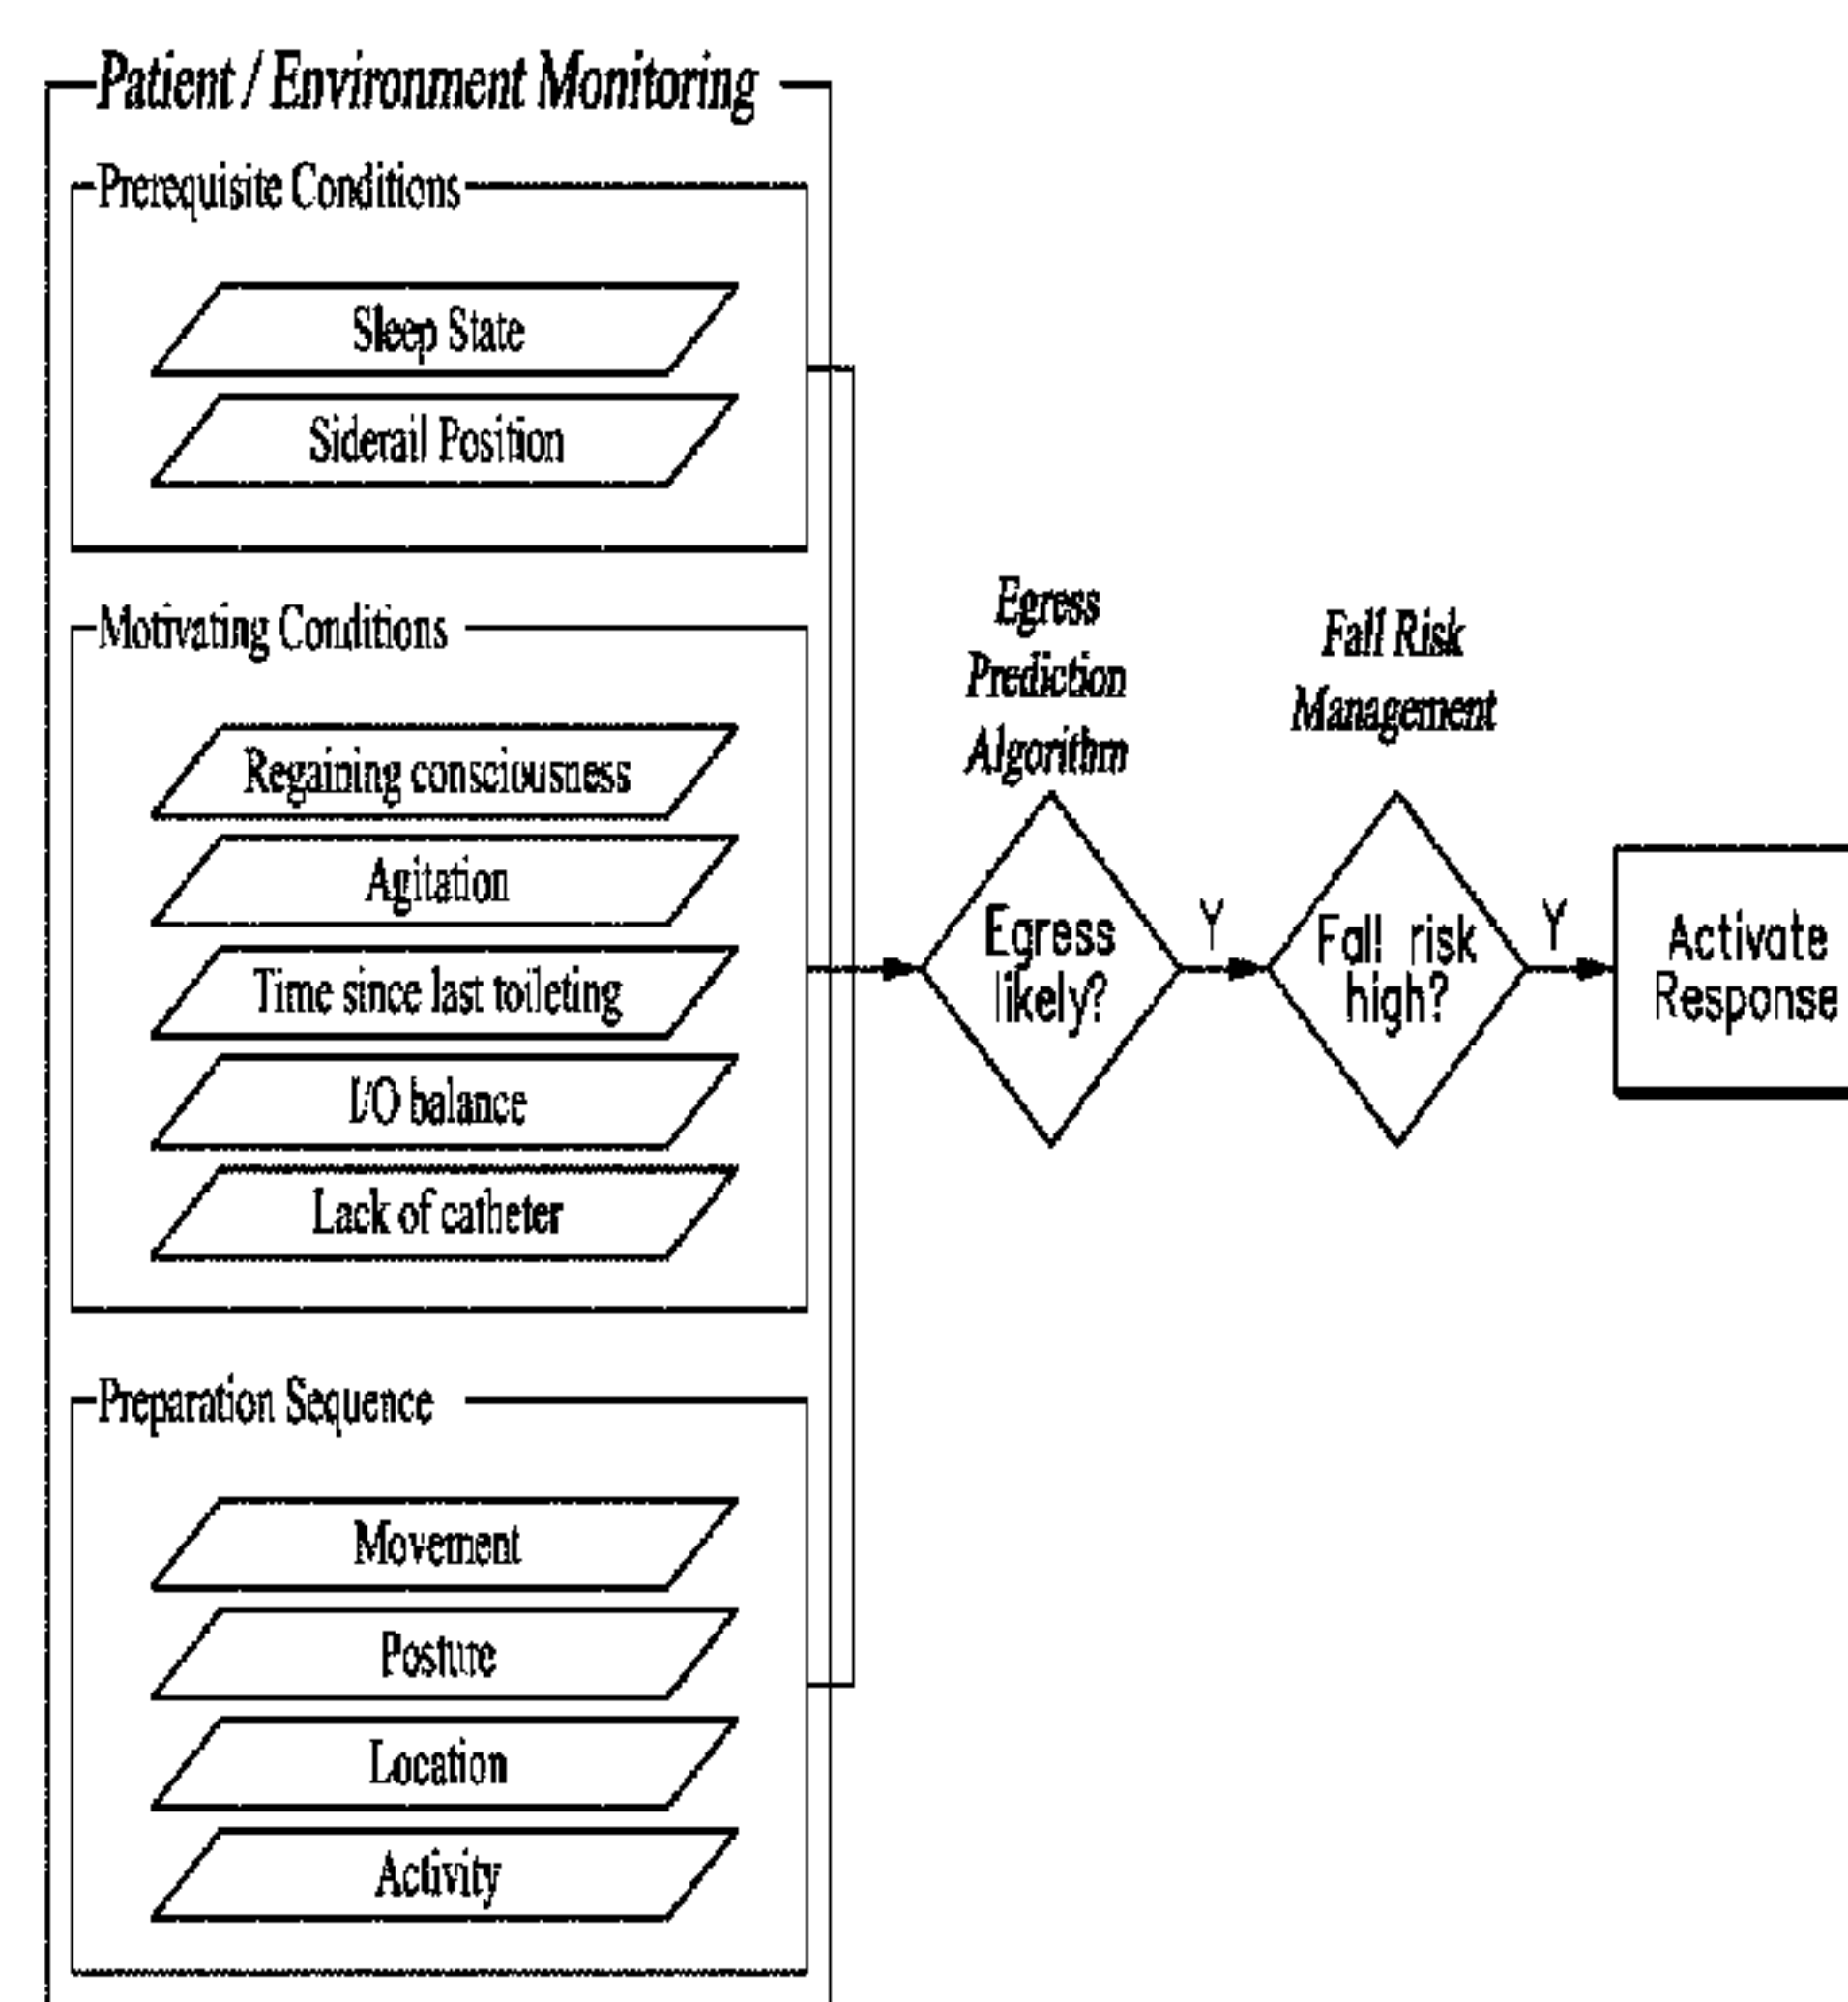 Patient / Environment Monitoring
Prerequisite Conditions
Sleep State
Siderail Position
Motivating Conditions
Regaining consciousness
Agitation
Time since last toileting
I/O balance
Lack of catheter
Preparation Sequence
Movement
Posture
Location
Activity
Egress
Prediction
Algorithm
Egress
likely?
Y
Fall Risk
Management
Fall risk
high?
Y
Activate
Response